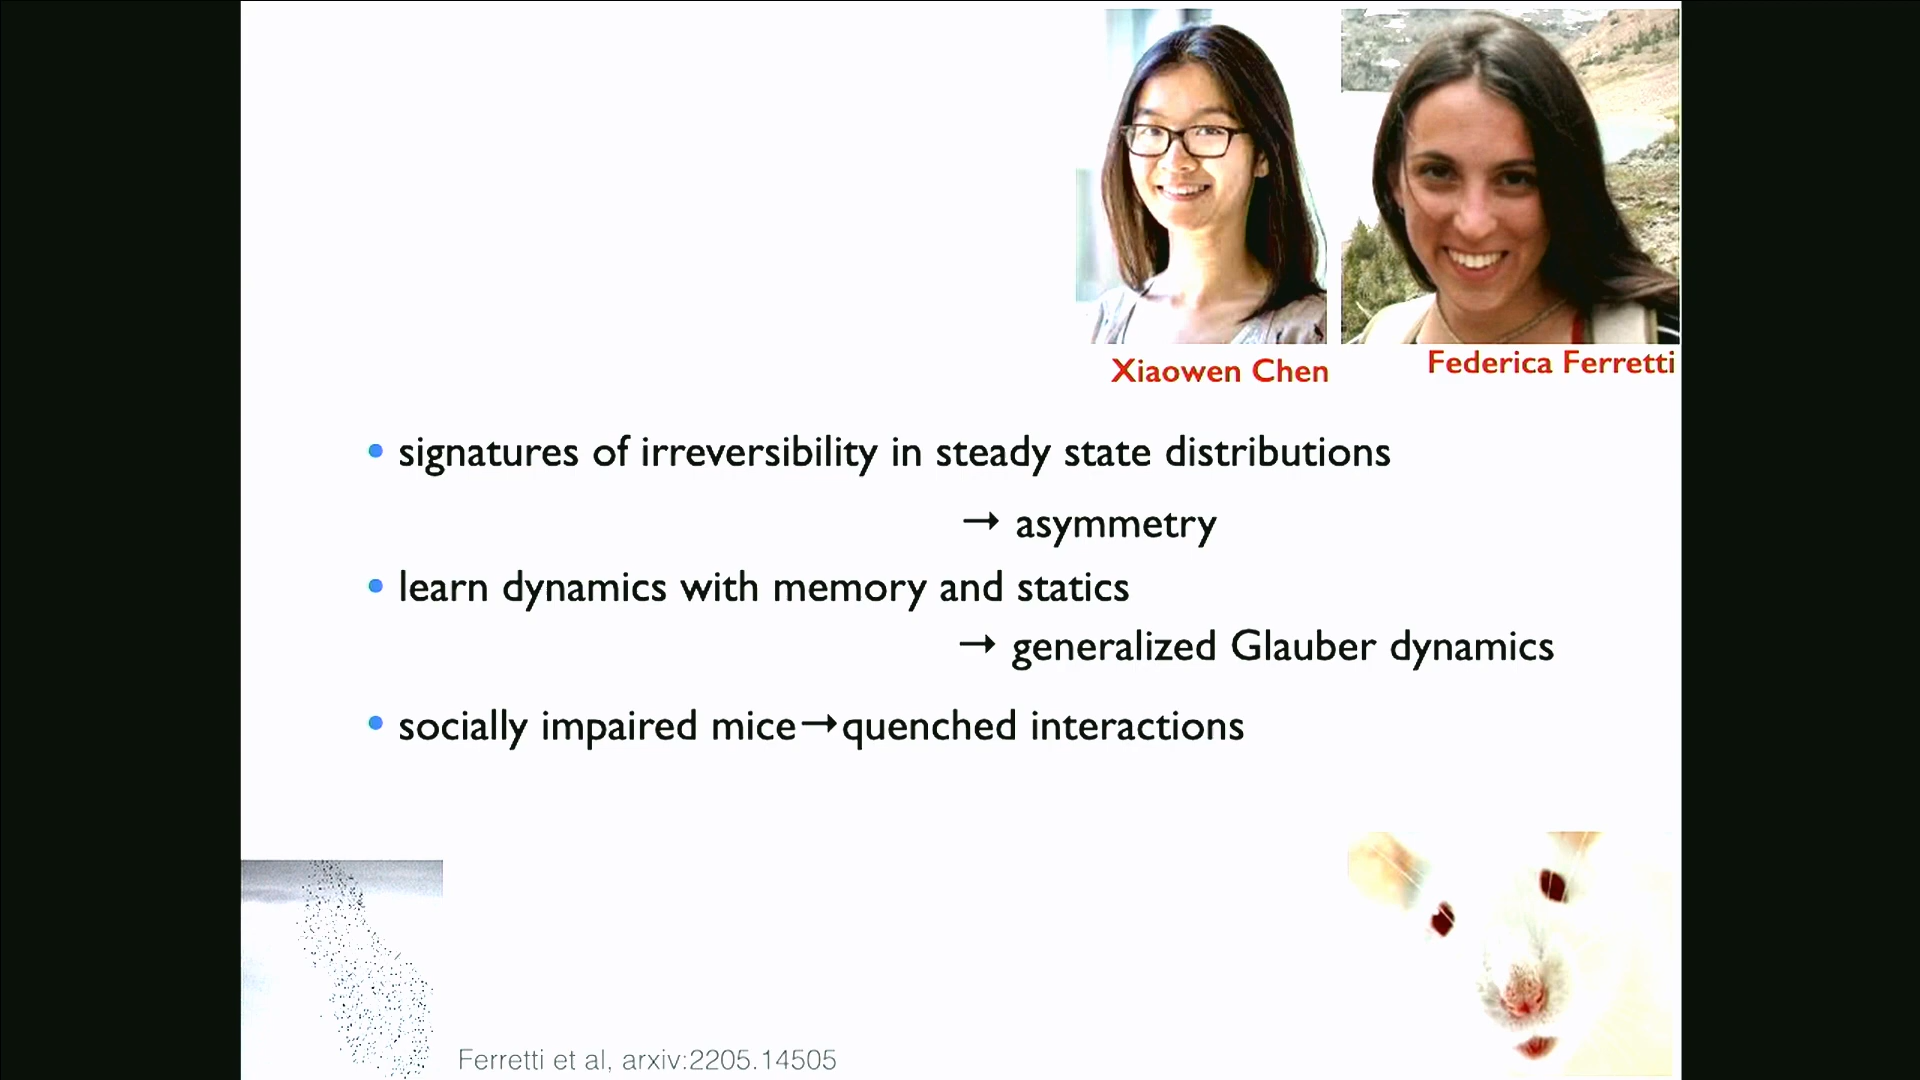 Xiaowen Chen
Federica Ferretti
• signatures of irreversibility in steady state distributions
→ asymmetry
• learn dynamics with memory and statics
→ generalized Glauber dynamics
• socially impaired mice→quenched interactions
Ferretti et al, arxiv:2205.14505